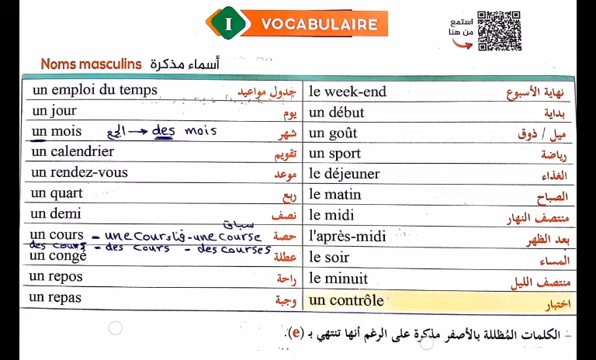 I VOCABULAIRE
استمع
من هنا
Noms masculins أسماء مذكرة
un emploi du temps جدول مواعيد
le week-end نهاية الأسبوع
un jour يوم
un début بداية
un mois الجمع → des mois شهر
un goût ميل / ذوق
un calendrier تقويم
un sport رياضة
un rendez-vous موعد
le déjeuner الغذاء
un quart ربع
le matin الصباح
un demi نصف
le midi منتصف النهار
سباق
un cours - une cour فناء - une course حصة
l'après-midi بعد الظهر
des cours - des cours - des courses
un congé عطلة
le soir المساء
un repos راحة
le minuit منتصف الليل
un repas وجبة
un contrôle اختبار
- الكلمات المُظللة بالأصفر مذكرة على الرغم أنها تنتهي بـ (e).